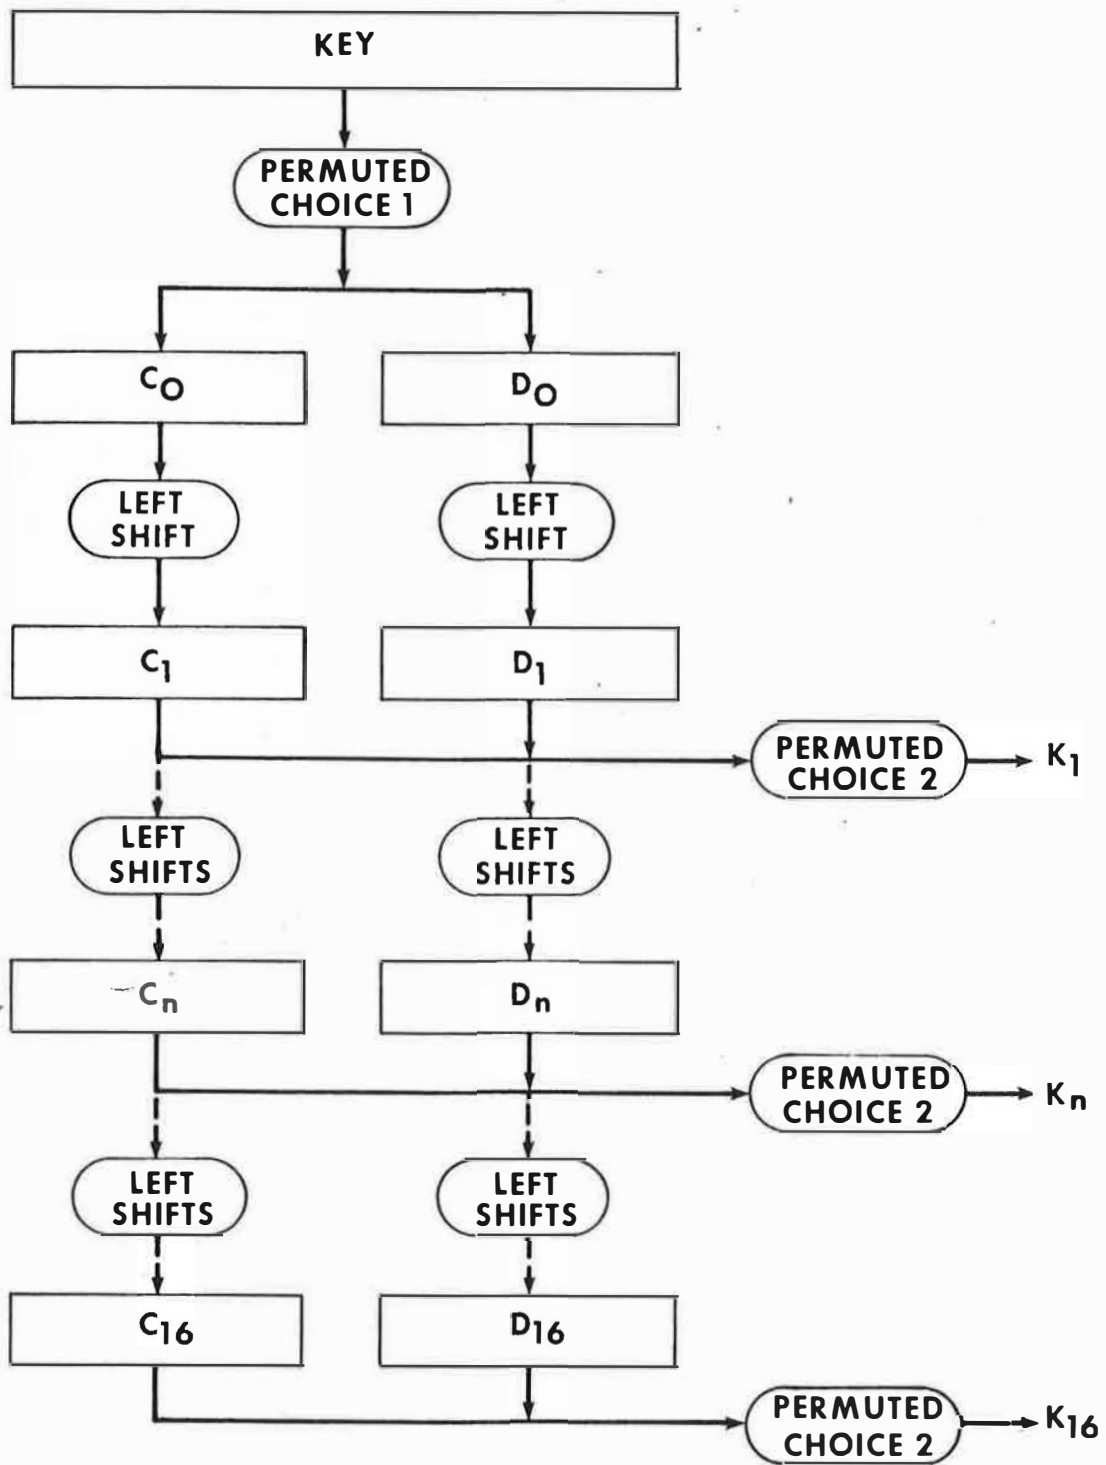 KEY
PERMUTED
CHOICE 1
C0
D0
LEFT
SHIFT
LEFT
SHIFT
C1
D1
PERMUTED
CHOICE 2
K1
LEFT
SHIFTS
LEFT
SHIFTS
Cn
Dn
PERMUTED
CHOICE 2
Kn
LEFT
SHIFTS
LEFT
SHIFTS
C16
D16
PERMUTED
CHOICE 2
K16